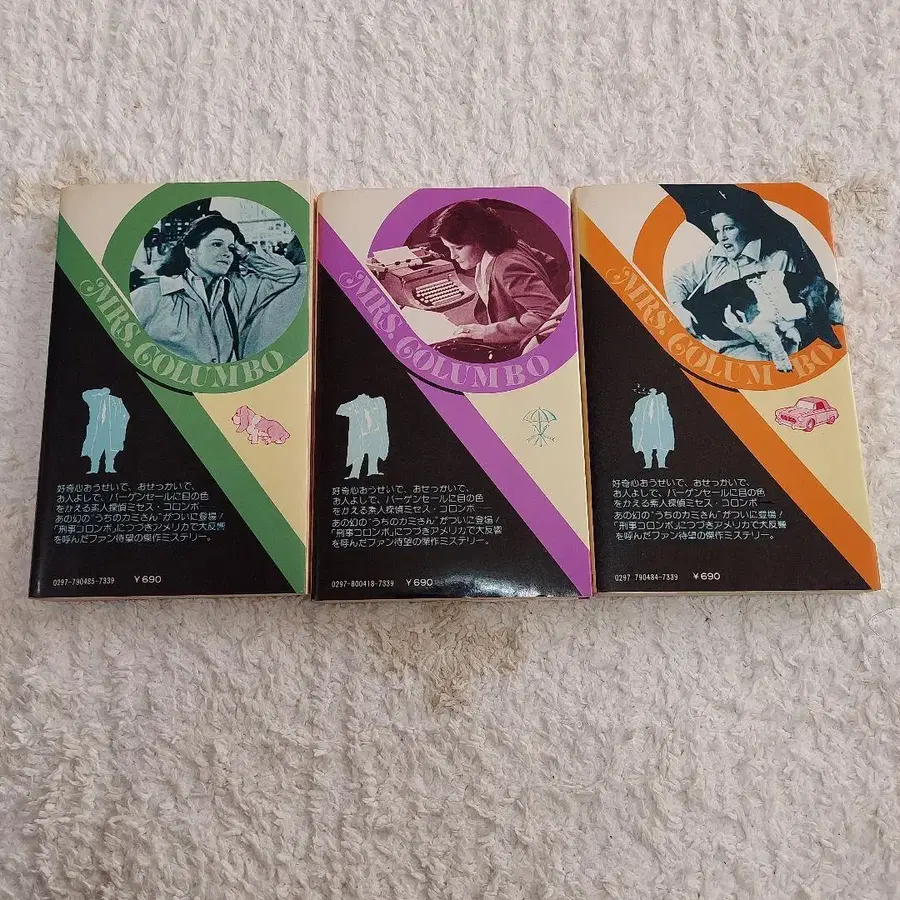 MRS. COLUMBO
好奇心おうせいで、おせっかいで、
お人よしで、バーゲンセールに目の色
をかえる素人探偵ミセス・コロンボ
あの幻の"うちのカミさん"がついに登場！
「刑事コロンボ」につづきアメリカで大反響
を呼んだファン待望の傑作ミステリー。
0297-790485-7339 ￥690
MRS. COLUMBO
好奇心おうせいで、おせっかいで、
お人よしで、バーゲンセールに目の色
をかえる素人探偵ミセス・コロンボ──
あの幻の"うちのカミさん"がついに登場！
「刑事コロンボ」につづきアメリカで大反響
を呼んだファン待望の傑作ミステリー。
0297-800418-7339 ￥690
MRS. COLUMBO
好奇心おうせいで、おせっかいで、
お人よしで、バーゲンセールに目の色
をかえる素人探偵ミセス・コロンボ──
あの幻の"うちのカミさん"がついに登場！
「刑事コロンボ」につづきアメリカで大反響
を呼んだファン待望の傑作ミステリー。
0297 790484-7339 ￥690